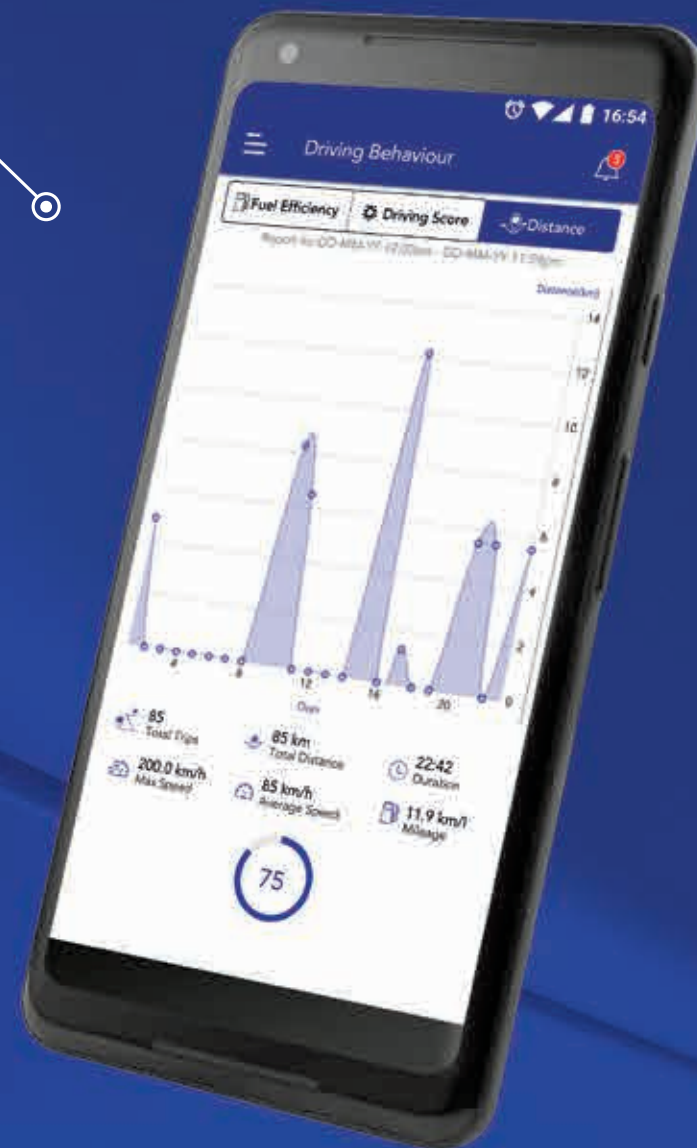 16:54
Driving Behaviour
3
Fuel Efficiency
Driving Score
Distance
Distance(km)
14
12
10
8
6
4
2
0
4 8 12 16 20
Days
85
Total Trips
85 km
Total Distance
22:42
Duration
200.0 km/h
Max Speed
85 km/h
Average Speed
11.9 km/l
Mileage
75